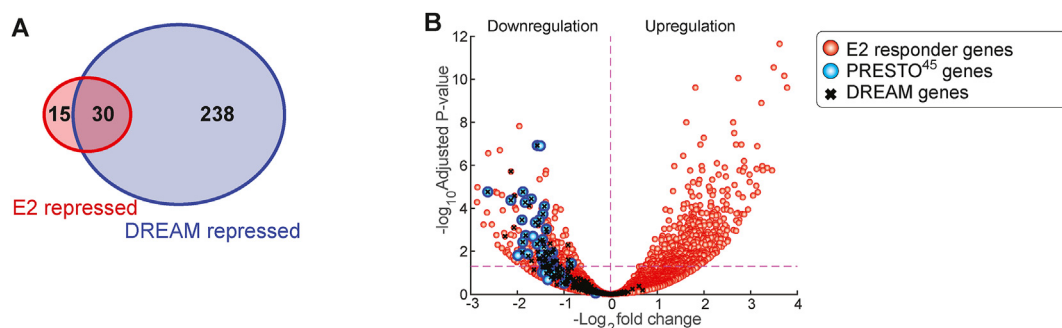 A
15 30 238
E2 repressed
DREAM repressed
B
Downregulation Upregulation
12
10
8
6
4
2
0
-log10Adjusted P-value
-3 -2 -1 0 1 2 3 4
-Log2fold change
E2 responder genes
PRESTO45 genes
DREAM genes